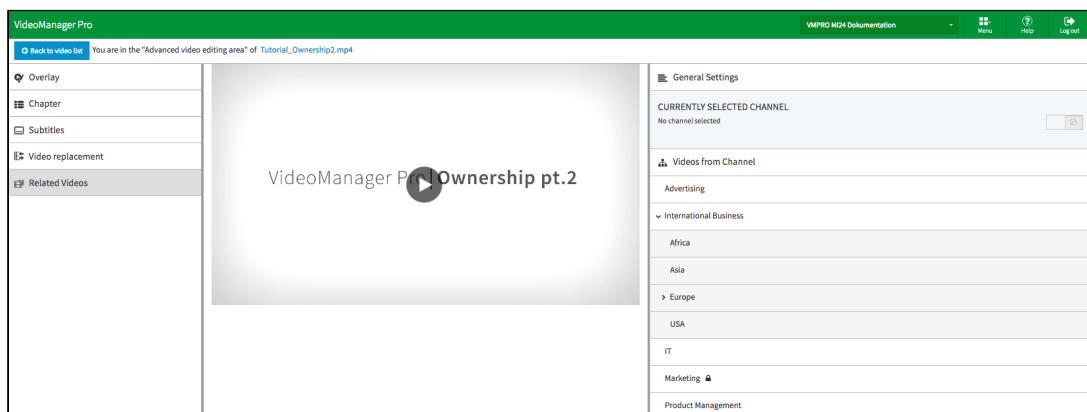 VideoManager Pro
VMPRO MI24 Dokumentation
Menu
Help
Log out
Back to video list
You are in the "Advanced video editing area" of Tutorial_Ownership2.mp4
Overlay
Chapter
Subtitles
Video replacement
Related Videos
VideoManager Pro|Ownership pt.2
General Settings
CURRENTLY SELECTED CHANNEL
No channel selected
Videos from Channel
Advertising
International Business
Africa
Asia
Europe
USA
IT
Marketing
Product Management